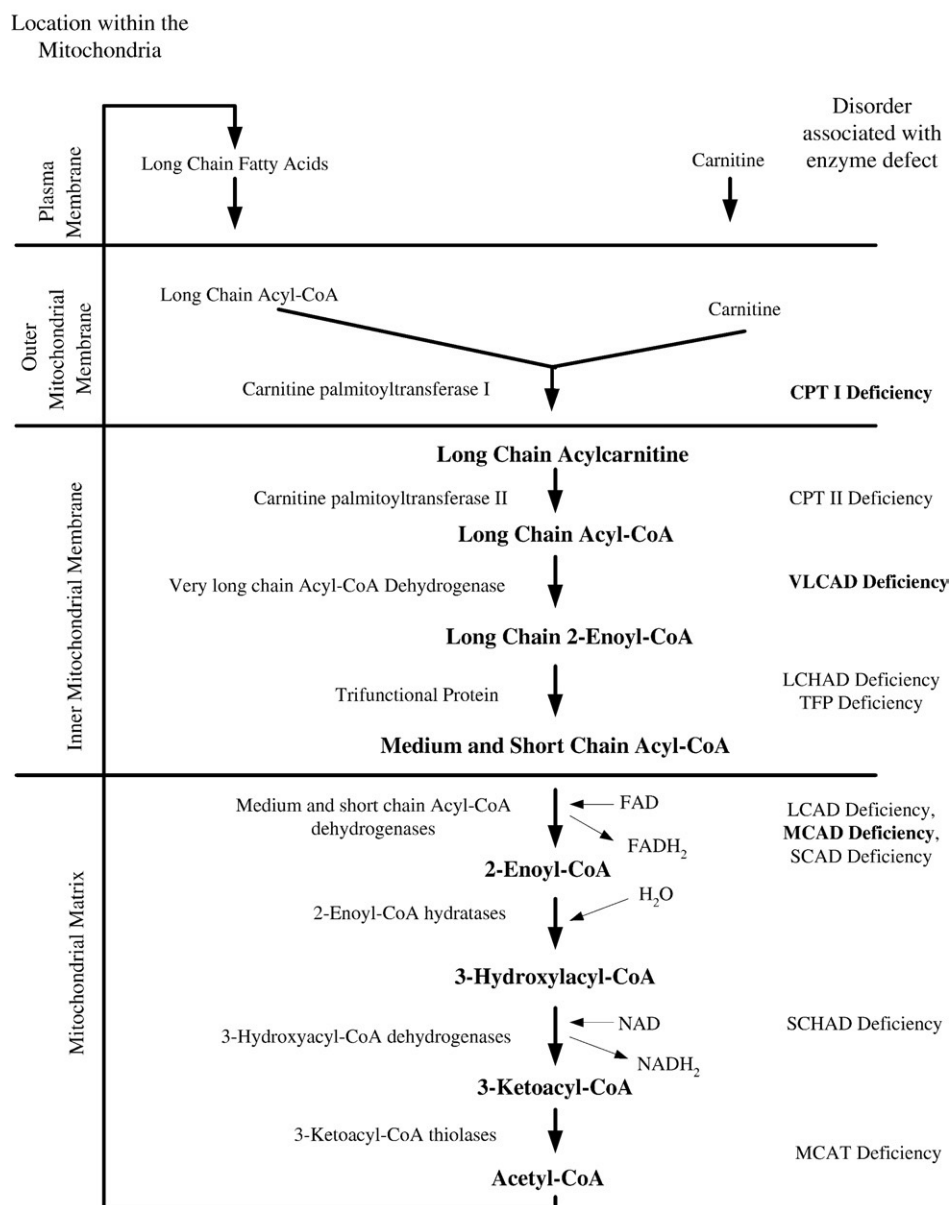 Location within the
Mitochondria
Disorder
associated with
enzyme defect
Plasma
Membrane
Long Chain Fatty Acids
Carnitine
Outer
Mitochondrial
Membrane
Long Chain Acyl-CoA
Carnitine
Carnitine palmitoyltransferase I
CPT I Deficiency
Inner Mitochondrial Membrane
Long Chain Acylcarnitine
Carnitine palmitoyltransferase II
CPT II Deficiency
Long Chain Acyl-CoA
Very long chain Acyl-CoA Dehydrogenase
VLCAD Deficiency
Long Chain 2-Enoyl-CoA
Trifunctional Protein
LCHAD Deficiency
TFP Deficiency
Medium and Short Chain Acyl-CoA
Mitochondrial Matrix
Medium and short chain Acyl-CoA
dehydrogenases
FAD
FADH2
LCAD Deficiency,
MCAD Deficiency,
SCAD Deficiency
2-Enoyl-CoA
2-Enoyl-CoA hydratases
H2O
3-Hydroxylacyl-CoA
3-Hydroxyacyl-CoA dehydrogenases
NAD
NADH2
SCHAD Deficiency
3-Ketoacyl-CoA
3-Ketoacyl-CoA thiolases
MCAT Deficiency
Acetyl-CoA